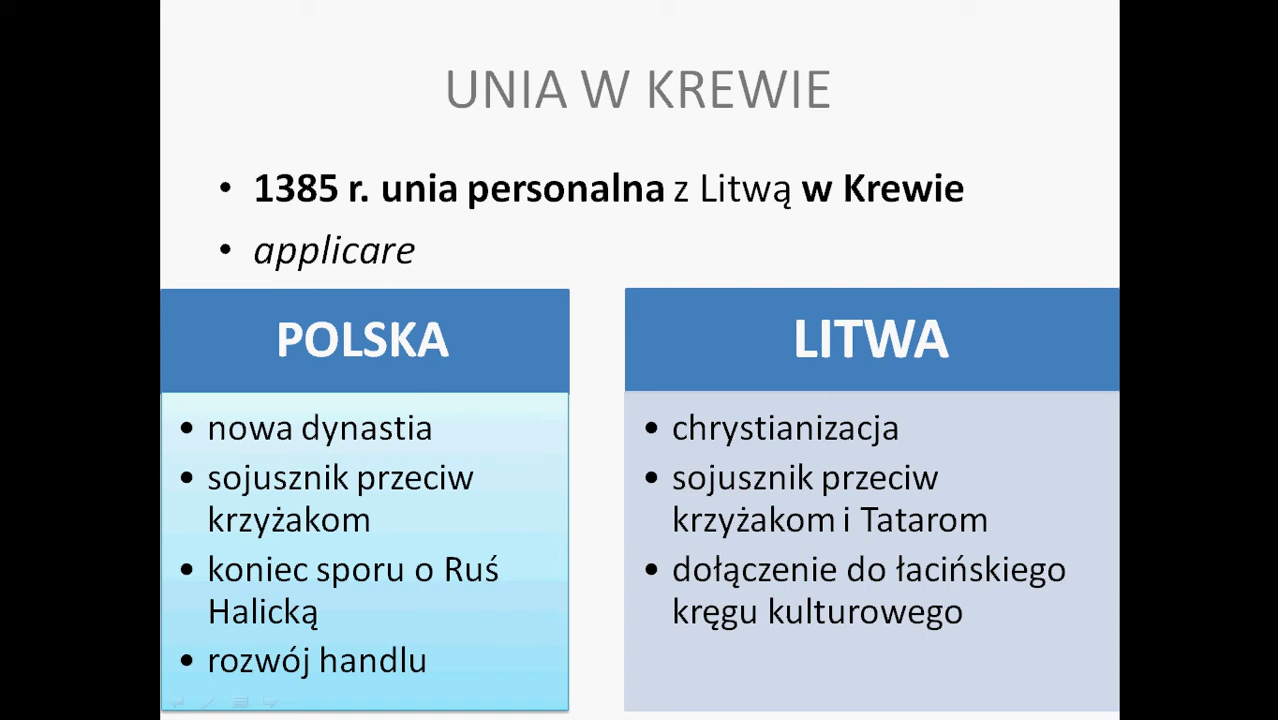 UNIA W KREWIE
• 1385 r. unia personalna z Litwą w Krewie
• applicare
POLSKA
• nowa dynastia
• sojusznik przeciw
krzyżakom
• koniec sporu o Ruś
Halicką
• rozwój handlu
LITWA
• chrystianizacja
• sojusznik przeciw
krzyżakom i Tatarom
• dołączenie do łacińskiego
kręgu kulturowego